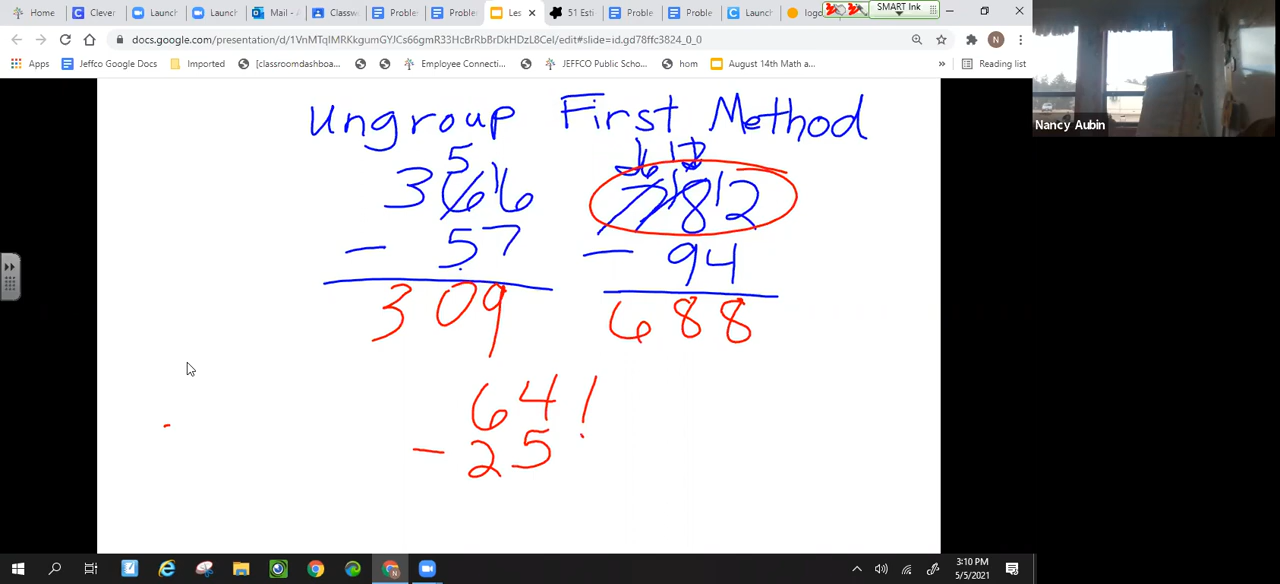 Home Clever Launch Launch Mail - Classw Proble Proble Les 51 Esti Proble Proble Launch logo SMART Ink
docs.google.com/presentation/d/1VnMTqIMRKkgumGYJCs66gmR33HcBrRbBrDkHDzL8CeI/edit#slide=id.gd78ffc3824_0_0
Apps Jeffco Google Docs Imported [classroomdashboa... Employee Connecti... JEFFCO Public Scho... hom August 14th Math a... » Reading list
Nancy Aubin
Ungroup First Method
5 17
3 6 16 7 18 12
- 57 - 94
309 688
64!
- 25
3:10 PM
5/5/2021